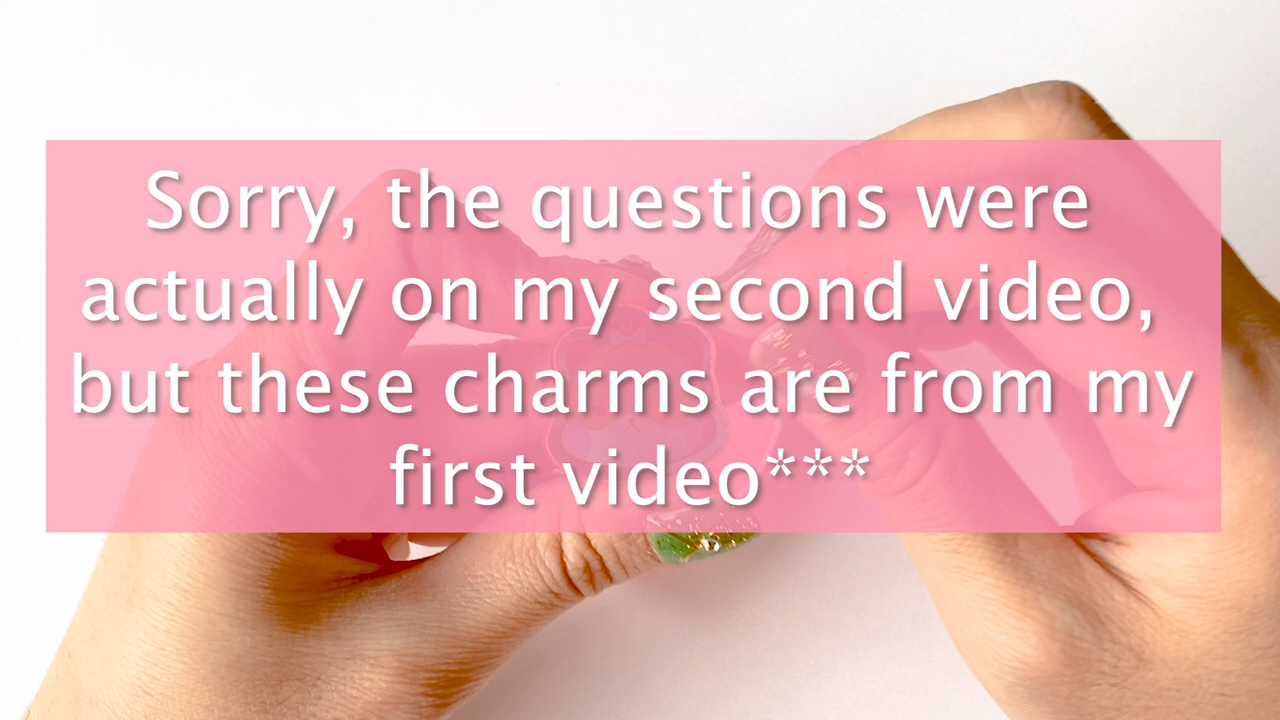 Sorry, the questions were
actually on my second video,
but these charms are from my
first video***